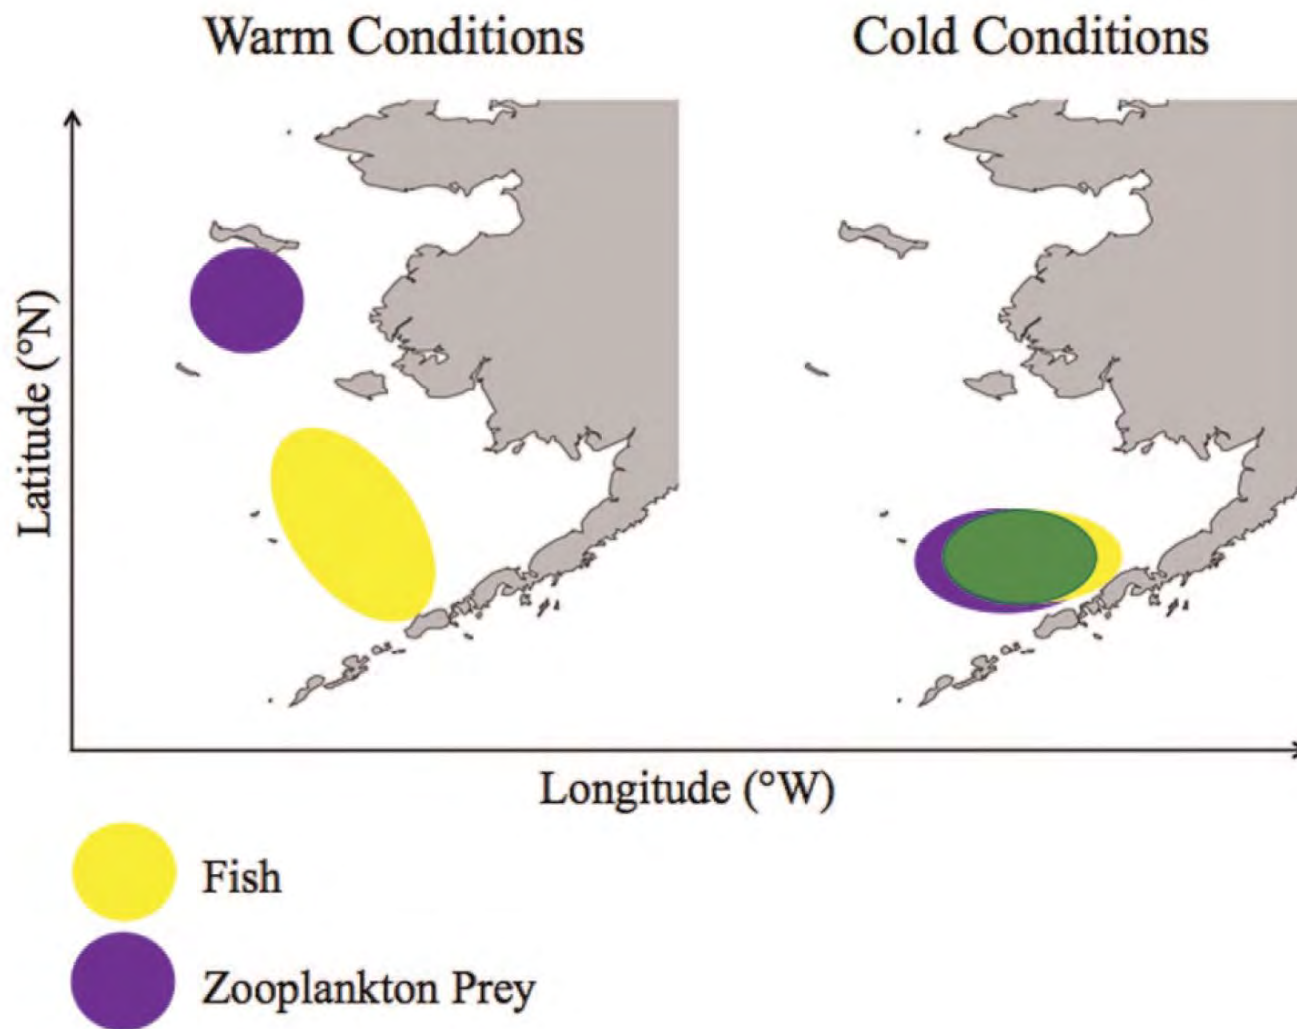 Warm Conditions
Cold Conditions
Latitude (°N)
Longitude (°W)
Fish
Zooplankton Prey